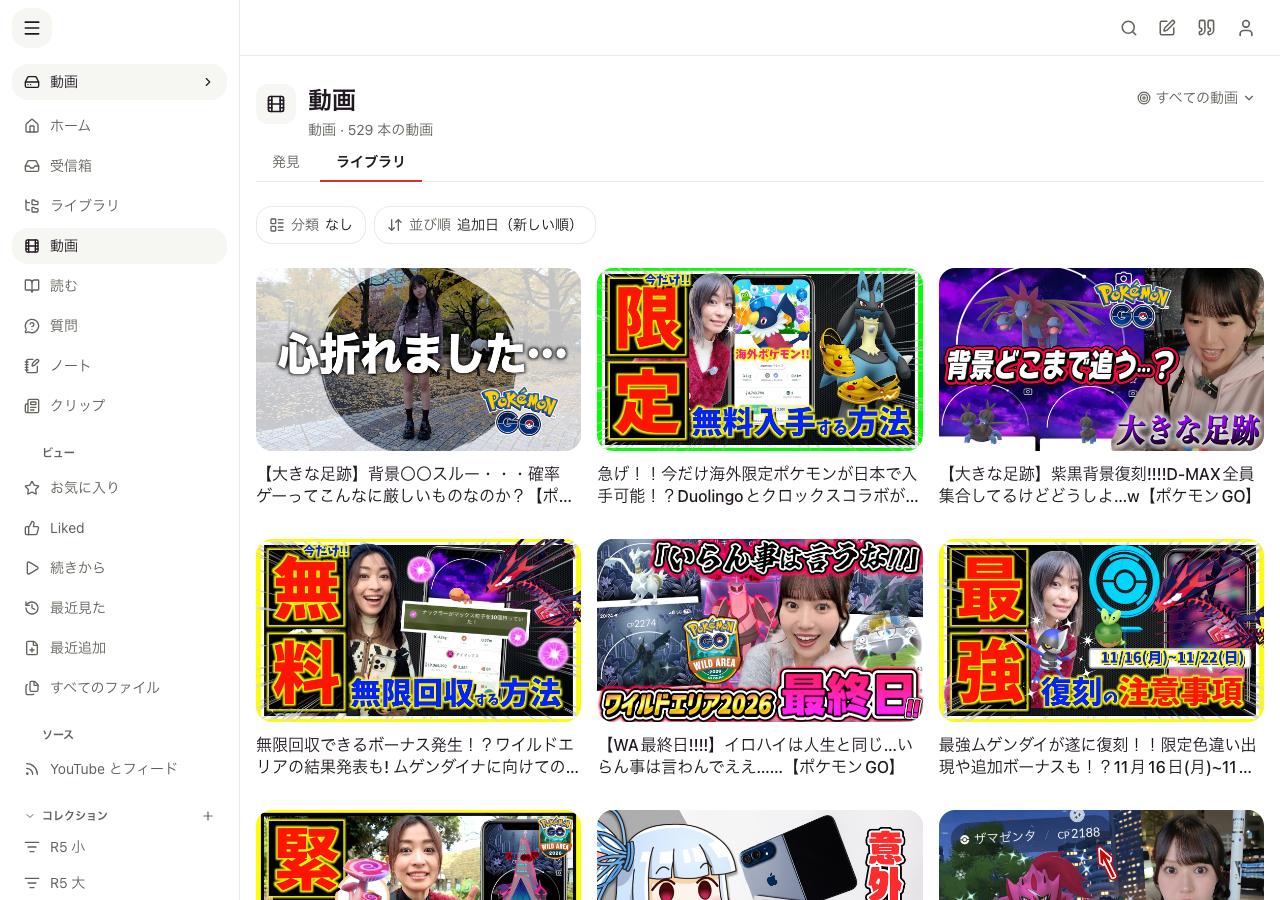 動画
ホーム
受信箱
ライブラリ
動画
読む
質問
ノート
クリップ
ビュー
お気に入り
Liked
続きから
最近見た
最近追加
すべてのファイル
ソース
YouTube とフィード
コレクション
R5 小
R5 大
動画
動画 · 529 本の動画
すべての動画
発見
ライブラリ
分類 なし
並び順 追加日（新しい順）
心折れました…
Pokémon GO
【大きな足跡】背景〇〇スルー・・・確率
ゲーってこんなに厳しいものなのか？【ポ...
今だけ!!
限定
海外ポケモン!!
無料入手する方法
急げ！！今だけ海外限定ポケモンが日本で入
手可能！？Duolingoとクロックスコラボが...
Pokémon GO
背景どこまで追う…？
大きな足跡
【大きな足跡】紫黒背景復刻!!!!D-MAX全員
集合してるけどどうしよ...w【ポケモンGO】
今だけ!!
無料
無限回収する方法
無限回収できるボーナス発生！？ワイルドエ
リアの結果発表も! ムゲンダイナに向けての...
「いらん事は言うな!!」
CP2274
Pokémon GO
WILD AREA
ワイルドエリア2026 最終日!!
【WA最終日!!!!】イロハイは人生と同じ...い
らん事は言わんでええ......【ポケモンGO】
最強
11/16(月)~11/22(日)
復刻の注意事項
最強ムゲンダイが遂に復刻！！限定色違い出
現や追加ボーナスも！？11月16日(月)~11...
緊
Pokémon GO
WILD AREA
意外
ザマゼンタ / CP2188